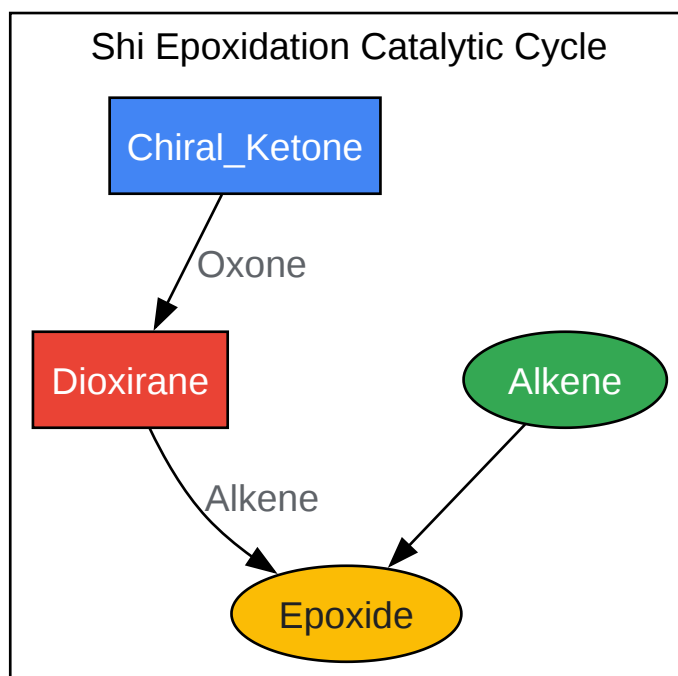 Shi Epoxidation Catalytic Cycle
Chiral_Ketone
Oxone
Dioxirane
Alkene
Alkene
Epoxide